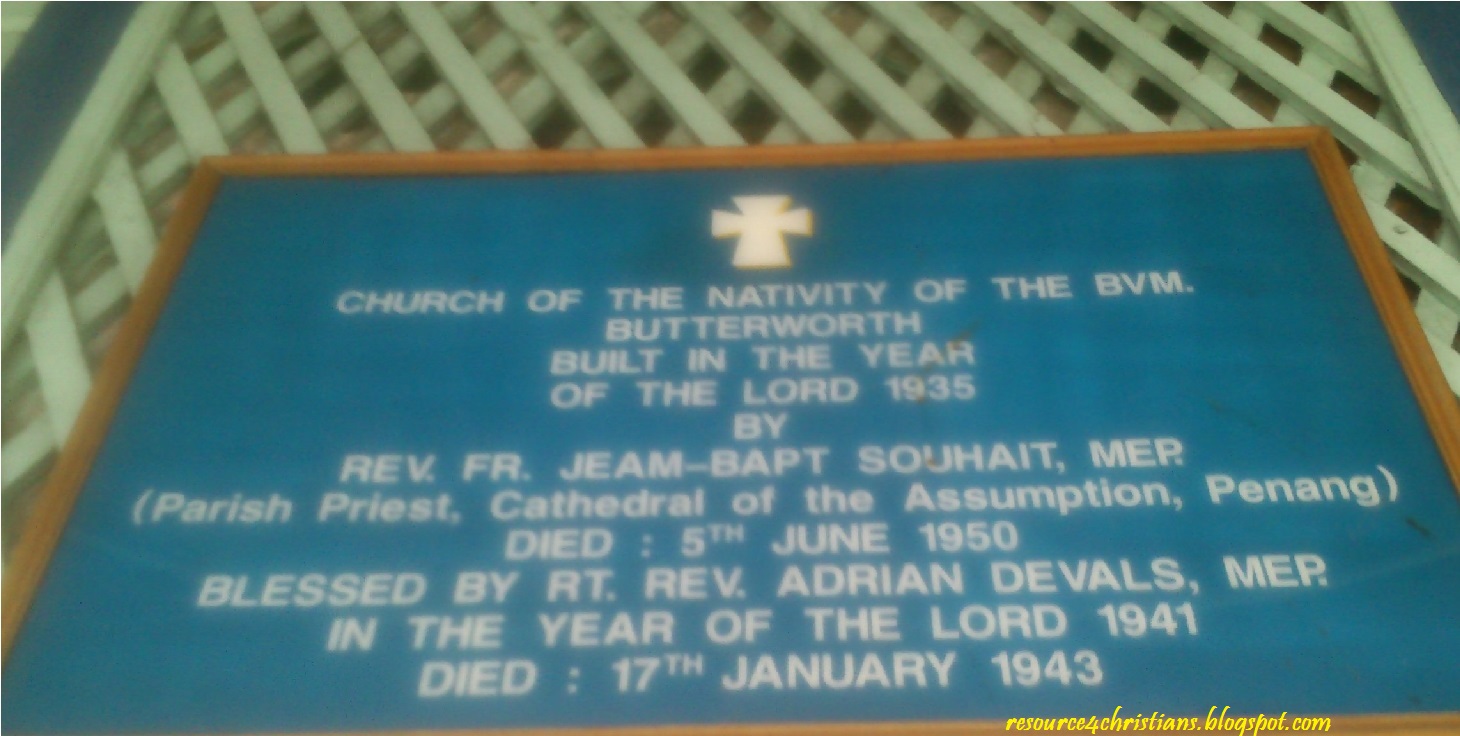 CHURCH OF THE NATIVITY OF THE BVM.
BUTTERWORTH
BUILT IN THE YEAR
OF THE LORD 1935
BY
REV. FR. JEAM-BAPT SOUHAIT, MEP.
(Parish Priest, Cathedral of the Assumption, Penang)
DIED : 5TH JUNE 1950
BLESSED BY RT. REV. ADRIAN DEVALS, MEP.
IN THE YEAR OF THE LORD 1941
DIED : 17TH JANUARY 1943
resource4christians.blogspot.com